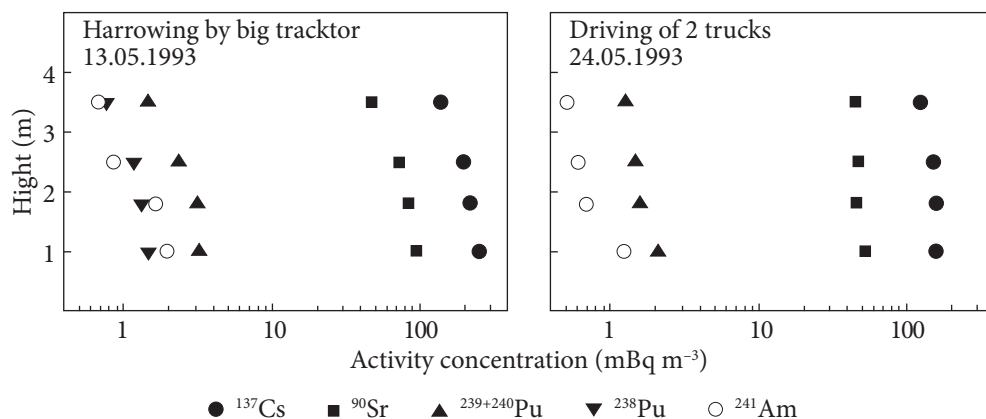 Harrowing by big tracktor
13.05.1993
Driving of 2 trucks
24.05.1993
Hight (m)
4
3
2
1
1 10 100
1 10 100
Activity concentration (mBq m⁻³)
¹³⁷Cs ⁹⁰Sr ²³⁹⁺²⁴⁰Pu ²³⁸Pu ²⁴¹Am